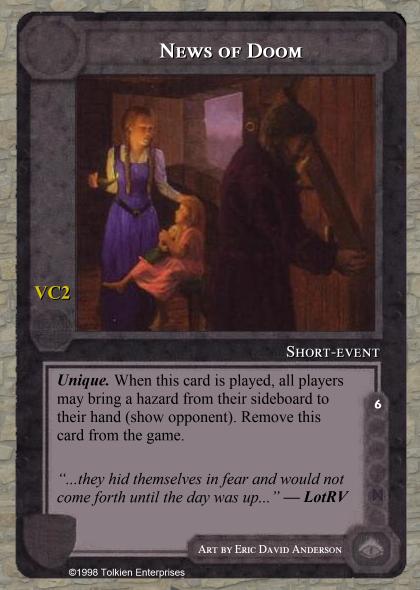 News of Doom
VC2
Short-event
Unique. When this card is played, all players
may bring a hazard from their sideboard to
their hand (show opponent). Remove this
card from the game.
6
“...they hid themselves in fear and would not
come forth until the day was up...” — LotRV
Art by Eric David Anderson
©1998 Tolkien Enterprises